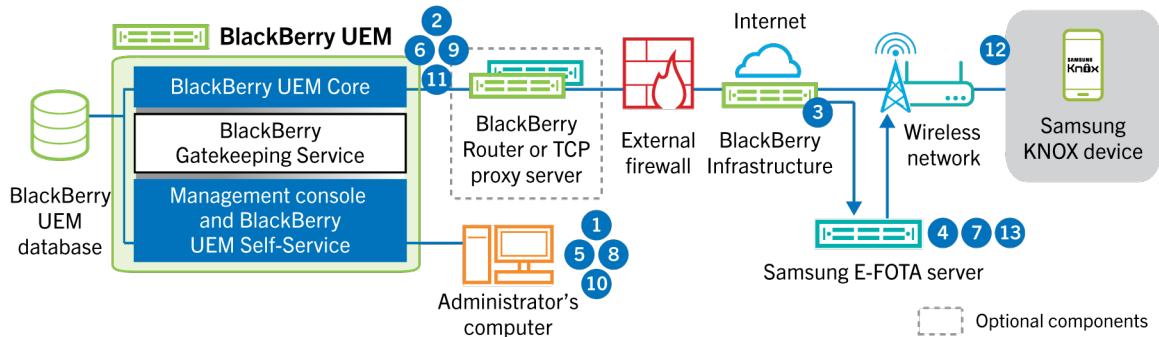 BlackBerry UEM
2
6
9
11
BlackBerry UEM Core
BlackBerry
Gatekeeping Service
Management console
and BlackBerry
UEM Self-Service
BlackBerry
UEM
database
BlackBerry
Router or TCP
proxy server
1
5
8
10
Administrator's
computer
External
firewall
Internet
3
BlackBerry
Infrastructure
Wireless
network
12
SAMSUNG
Knox
Samsung
KNOX device
4
7
13
Samsung E-FOTA server
Optional components